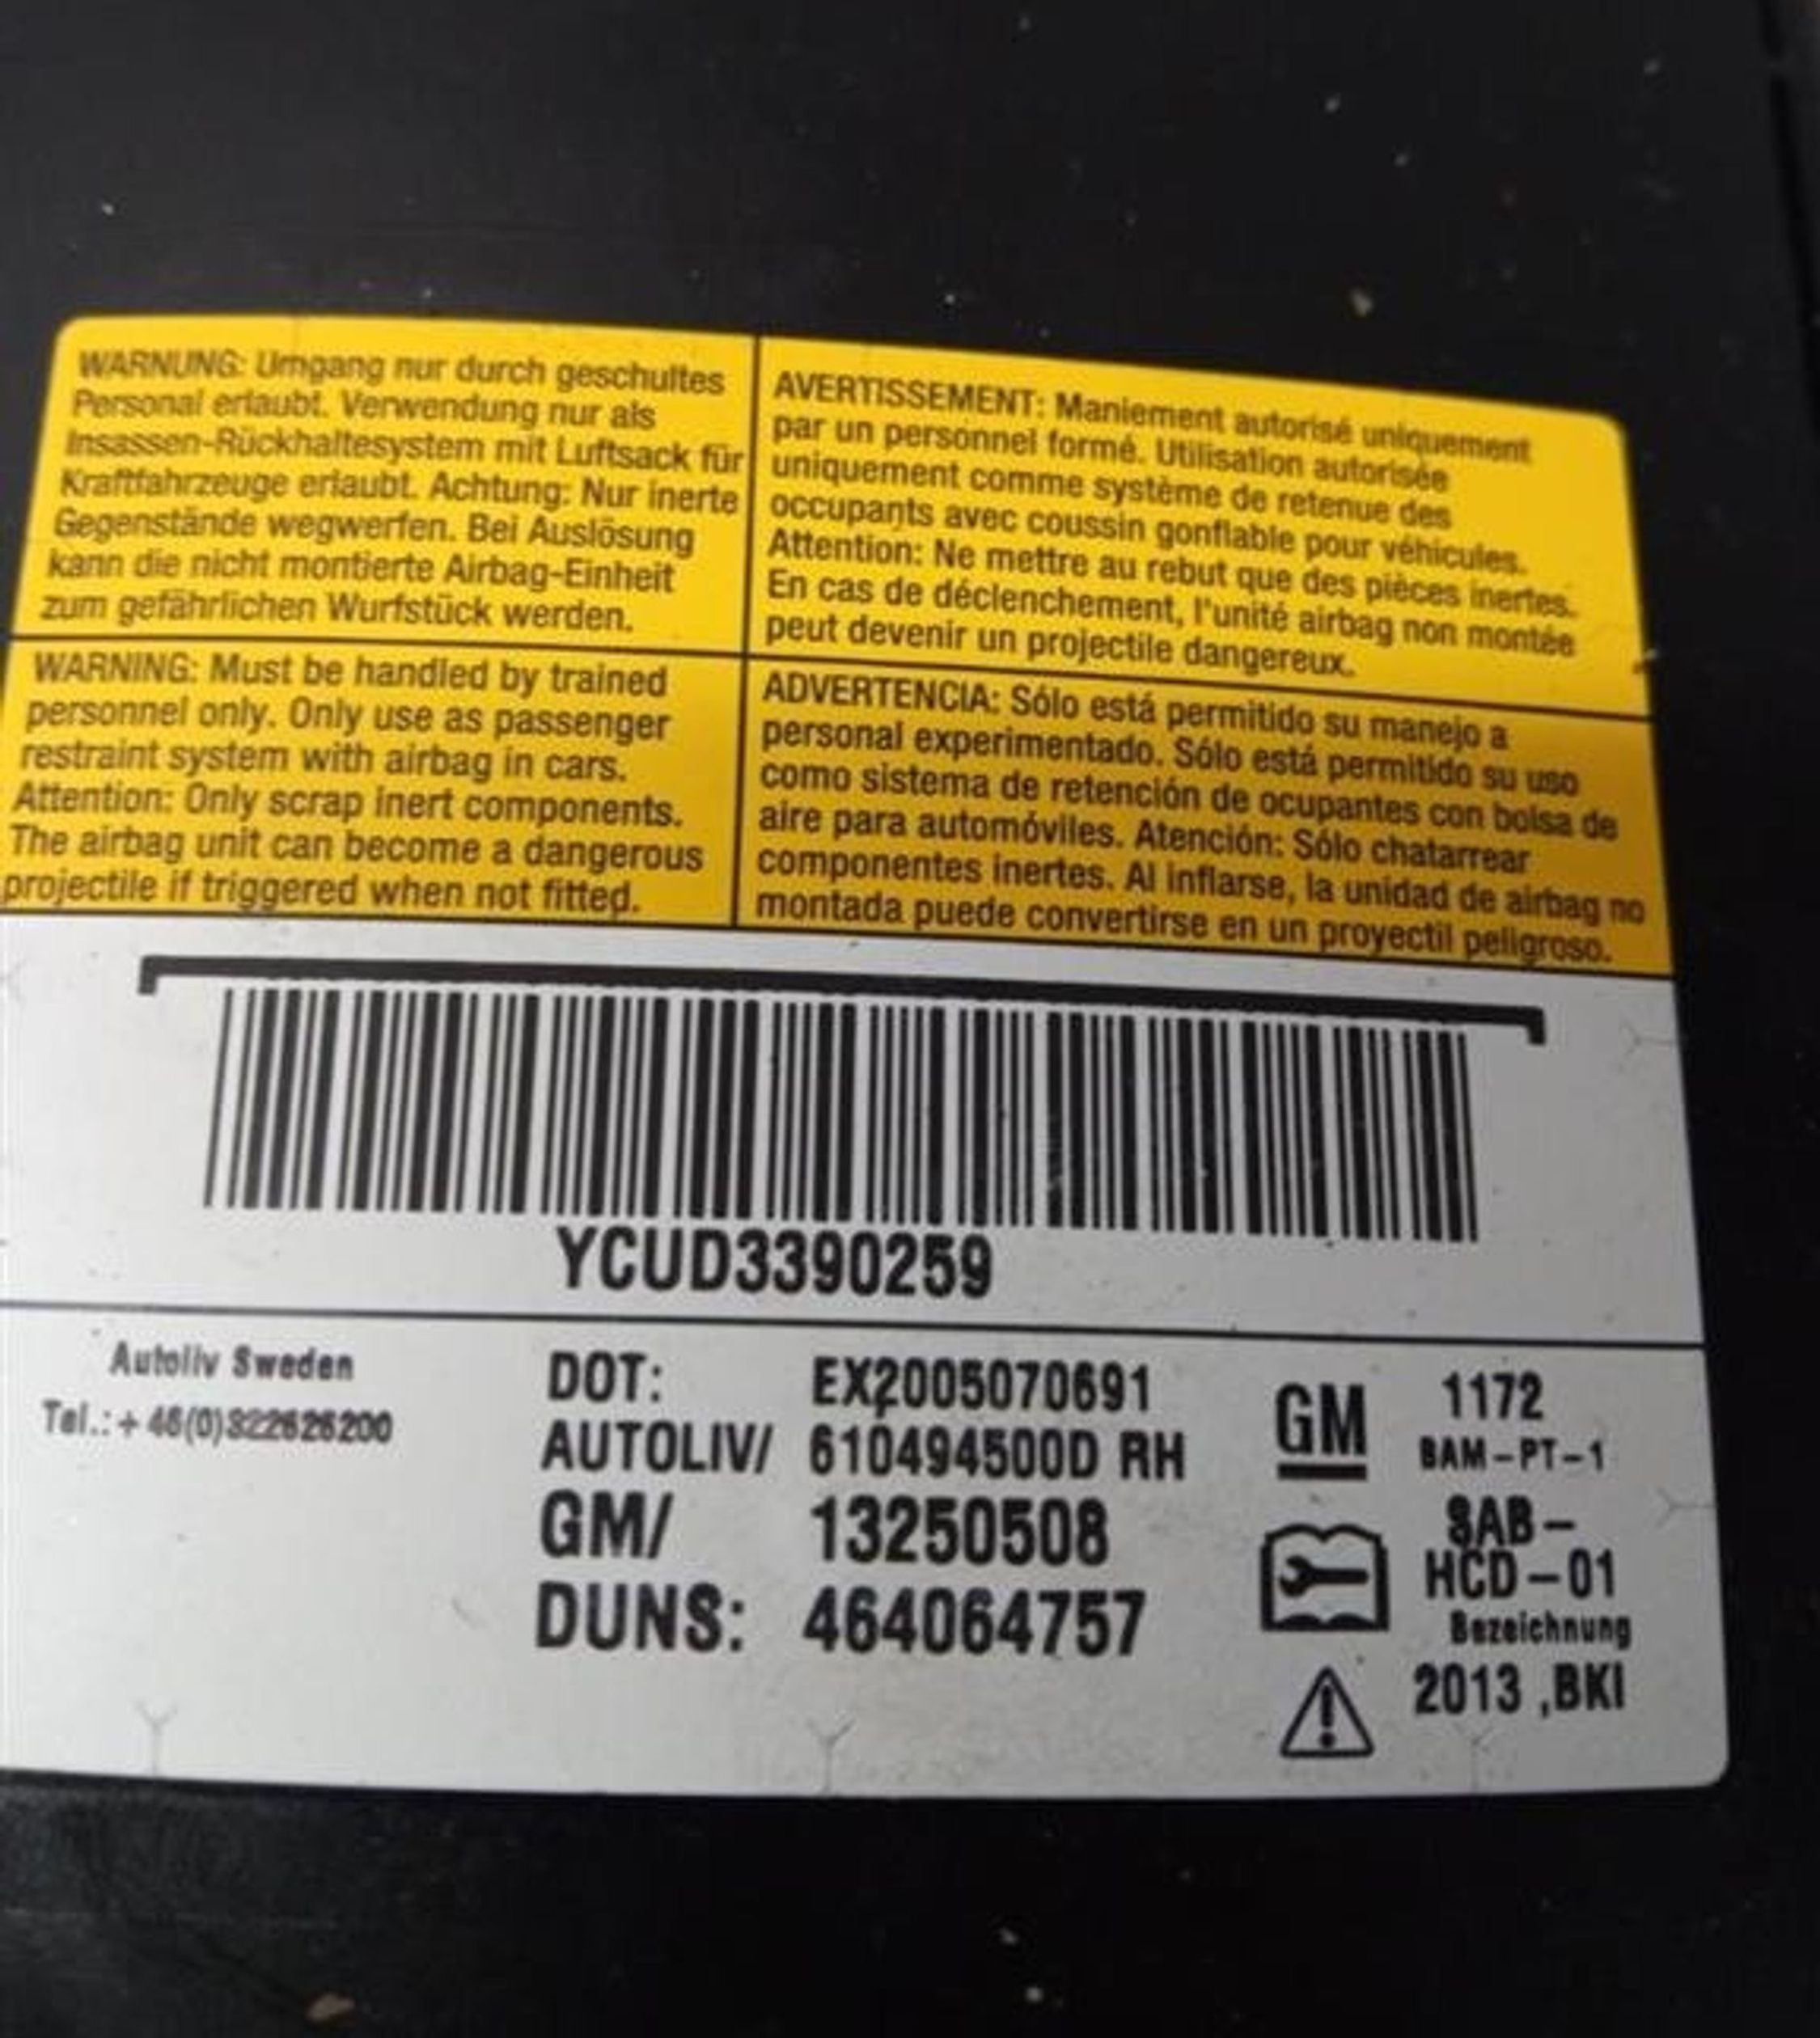 WARNUNG: Umgang nur durch geschultes
Personal erlaubt. Verwendung nur als
Insassen-Rückhaltesystem mit Luftsack für
Kraftfahrzeuge erlaubt. Achtung: Nur inerte
Gegenstände wegwerfen. Bei Auslösung
kann die nicht montierte Airbag-Einheit
zum gefährlichen Wurfstück werden.
AVERTISSEMENT: Maniement autorisé uniquement
par un personnel formé. Utilisation autorisée
uniquement comme système de retenue des
occupants avec coussin gonflable pour véhicules.
Attention: Ne mettre au rebut que des pièces inertes.
En cas de déclenchement, l'unité airbag non montée
peut devenir un projectile dangereux.
WARNING: Must be handled by trained
personnel only. Only use as passenger
restraint system with airbag in cars.
Attention: Only scrap inert components.
The airbag unit can become a dangerous
projectile if triggered when not fitted.
ADVERTENCIA: Sólo está permitido su manejo a
personal experimentado. Sólo está permitido su uso
como sistema de retención de ocupantes con bolsa de
aire para automóviles. Atención: Sólo chatarrear
componentes inertes. Al inflarse, la unidad de airbag no
montada puede convertirse en un proyectil peligroso.
YCUD3390259
Autoliv Sweden
Tel.: + 46(0)322626200
DOT: EX2005070691
AUTOLIV/ 610494500D RH
GM/ 13250508
DUNS: 464064757
GM 1172
BAM-PT-1
SAB-
HCD-01
Bezeichnung
2013 ,BKI